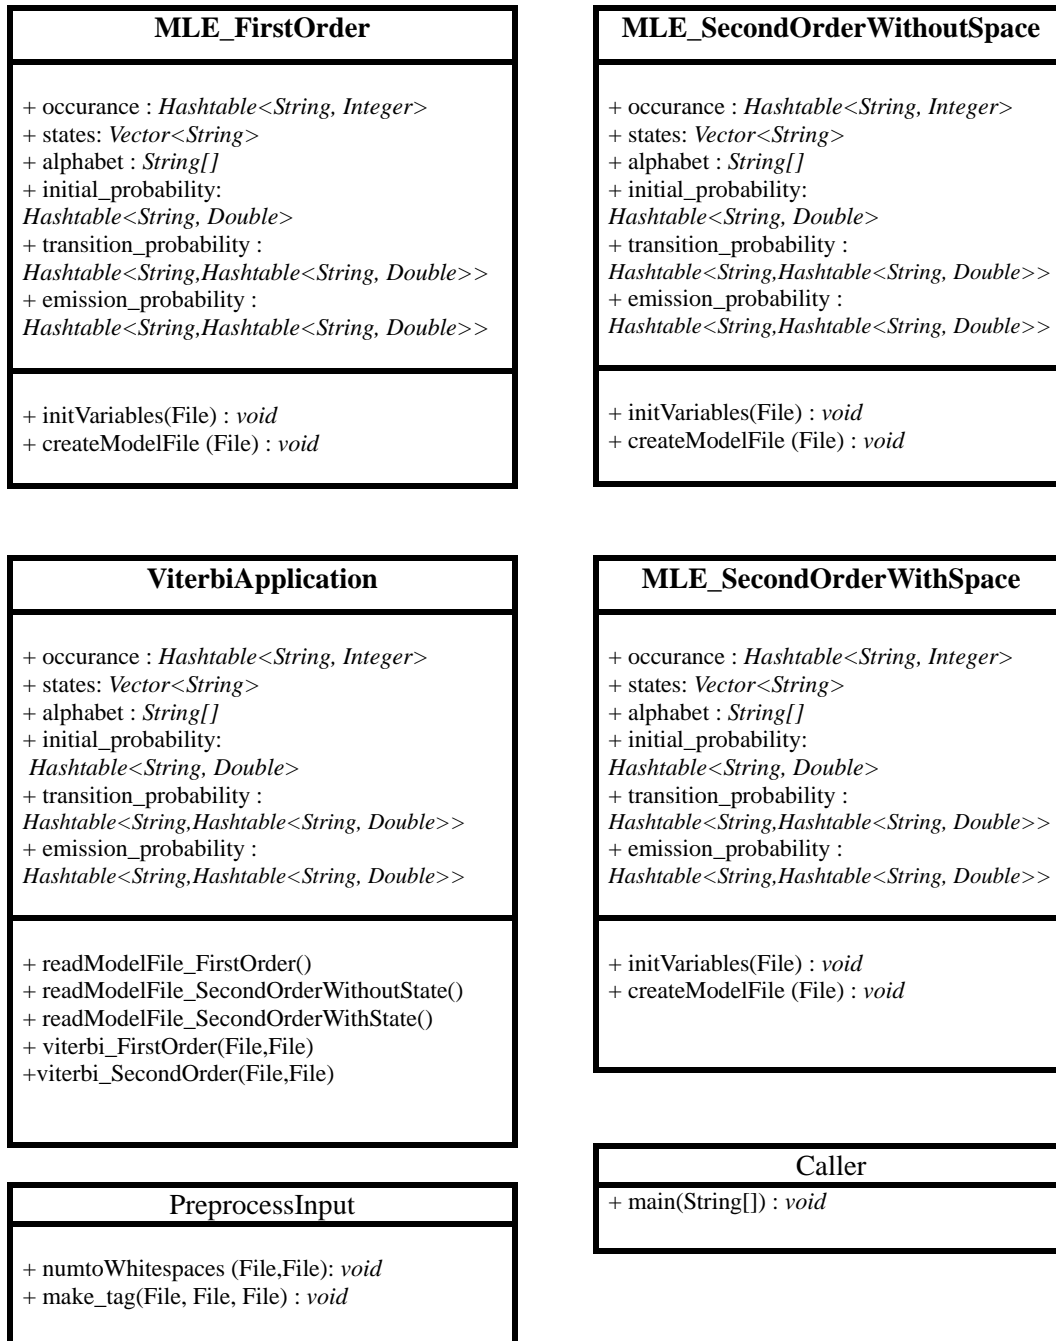 MLE_FirstOrder
+ occurance : Hashtable<String, Integer>
+ states: Vector<String>
+ alphabet : String[]
+ initial_probability:
Hashtable<String, Double>
+ transition_probability :
Hashtable<String,Hashtable<String, Double>>
+ emission_probability :
Hashtable<String,Hashtable<String, Double>>
+ initVariables(File) : void
+ createModelFile (File) : void
MLE_SecondOrderWithoutSpace
+ occurance : Hashtable<String, Integer>
+ states: Vector<String>
+ alphabet : String[]
+ initial_probability:
Hashtable<String, Double>
+ transition_probability :
Hashtable<String,Hashtable<String, Double>>
+ emission_probability :
Hashtable<String,Hashtable<String, Double>>
+ initVariables(File) : void
+ createModelFile (File) : void
ViterbiApplication
+ occurance : Hashtable<String, Integer>
+ states: Vector<String>
+ alphabet : String[]
+ initial_probability:
Hashtable<String, Double>
+ transition_probability :
Hashtable<String,Hashtable<String, Double>>
+ emission_probability :
Hashtable<String,Hashtable<String, Double>>
+ readModelFile_FirstOrder()
+ readModelFile_SecondOrderWithoutState()
+ readModelFile_SecondOrderWithState()
+ viterbi_FirstOrder(File,File)
+viterbi_SecondOrder(File,File)
MLE_SecondOrderWithSpace
+ occurance : Hashtable<String, Integer>
+ states: Vector<String>
+ alphabet : String[]
+ initial_probability:
Hashtable<String, Double>
+ transition_probability :
Hashtable<String,Hashtable<String, Double>>
+ emission_probability :
Hashtable<String,Hashtable<String, Double>>
+ initVariables(File) : void
+ createModelFile (File) : void
PreprocessInput
+ numtoWhitespaces (File,File): void
+ make_tag(File, File, File) : void
Caller
+ main(String[]) : void